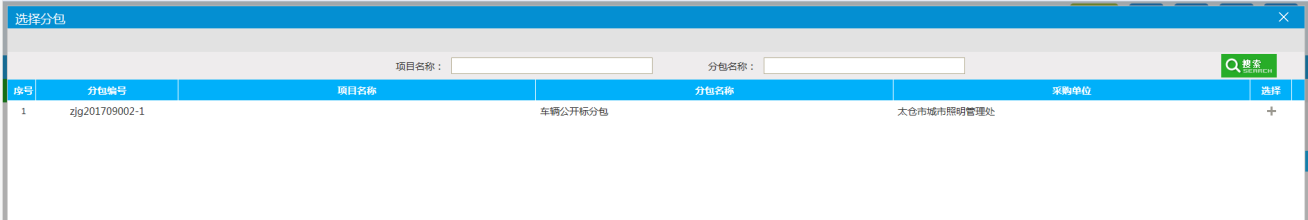 选择分包
项目名称： 分包名称： 搜索
SEARCH
序号 分包编号 项目名称 分包名称 采购单位 选择
1 zjg201709002-1 车辆公开标分包 太仓市城市照明管理处